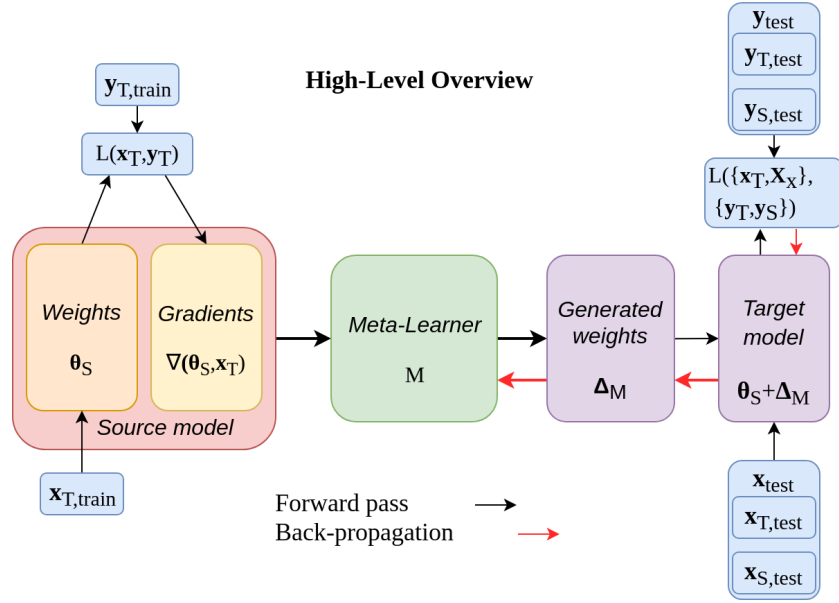 High-Level Overview
y_T,train
L(x_T,y_T)
Weights
θ_S
Gradients
∇(θ_S,x_T)
Source model
x_T,train
Meta-Learner
M
Generated
weights
Δ_M
y_test
y_T,test
y_S,test
L({x_T,X_x},
{y_T,y_S})
Target
model
θ_S+Δ_M
x_test
x_T,test
x_S,test
Forward pass
Back-propagation